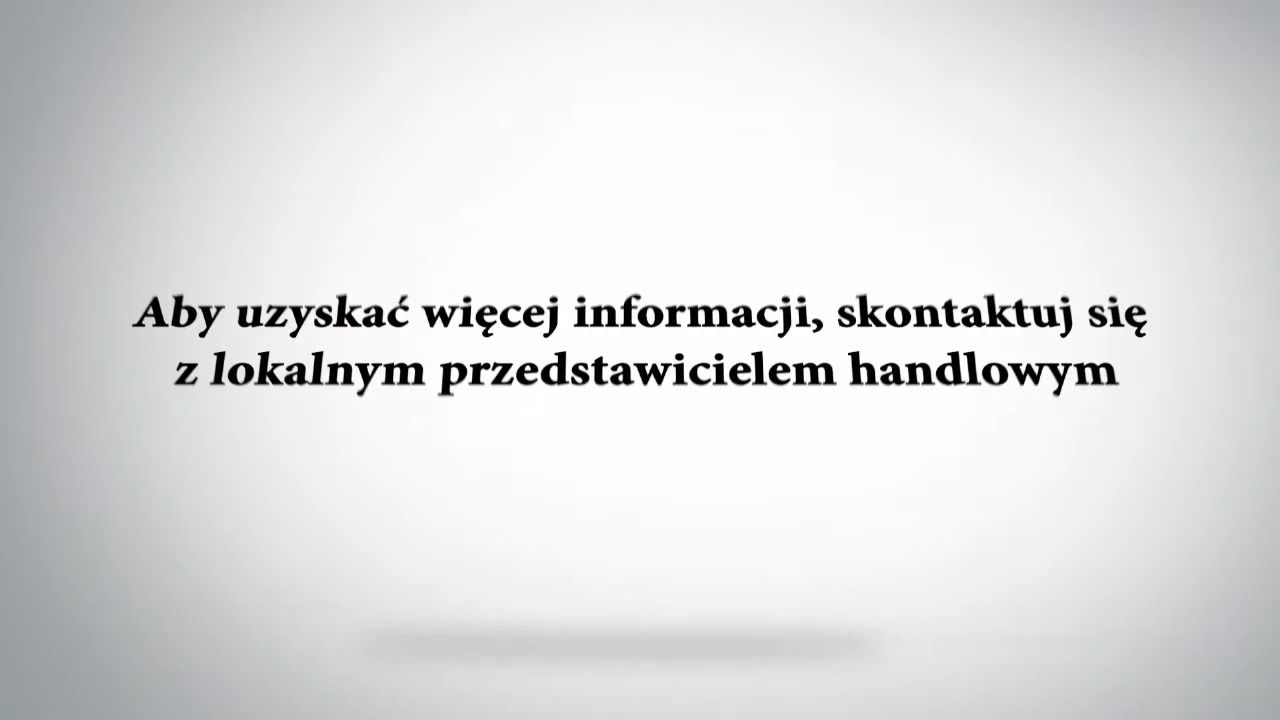 Aby uzyskać więcej informacji, skontaktuj się
z lokalnym przedstawicielem handlowym